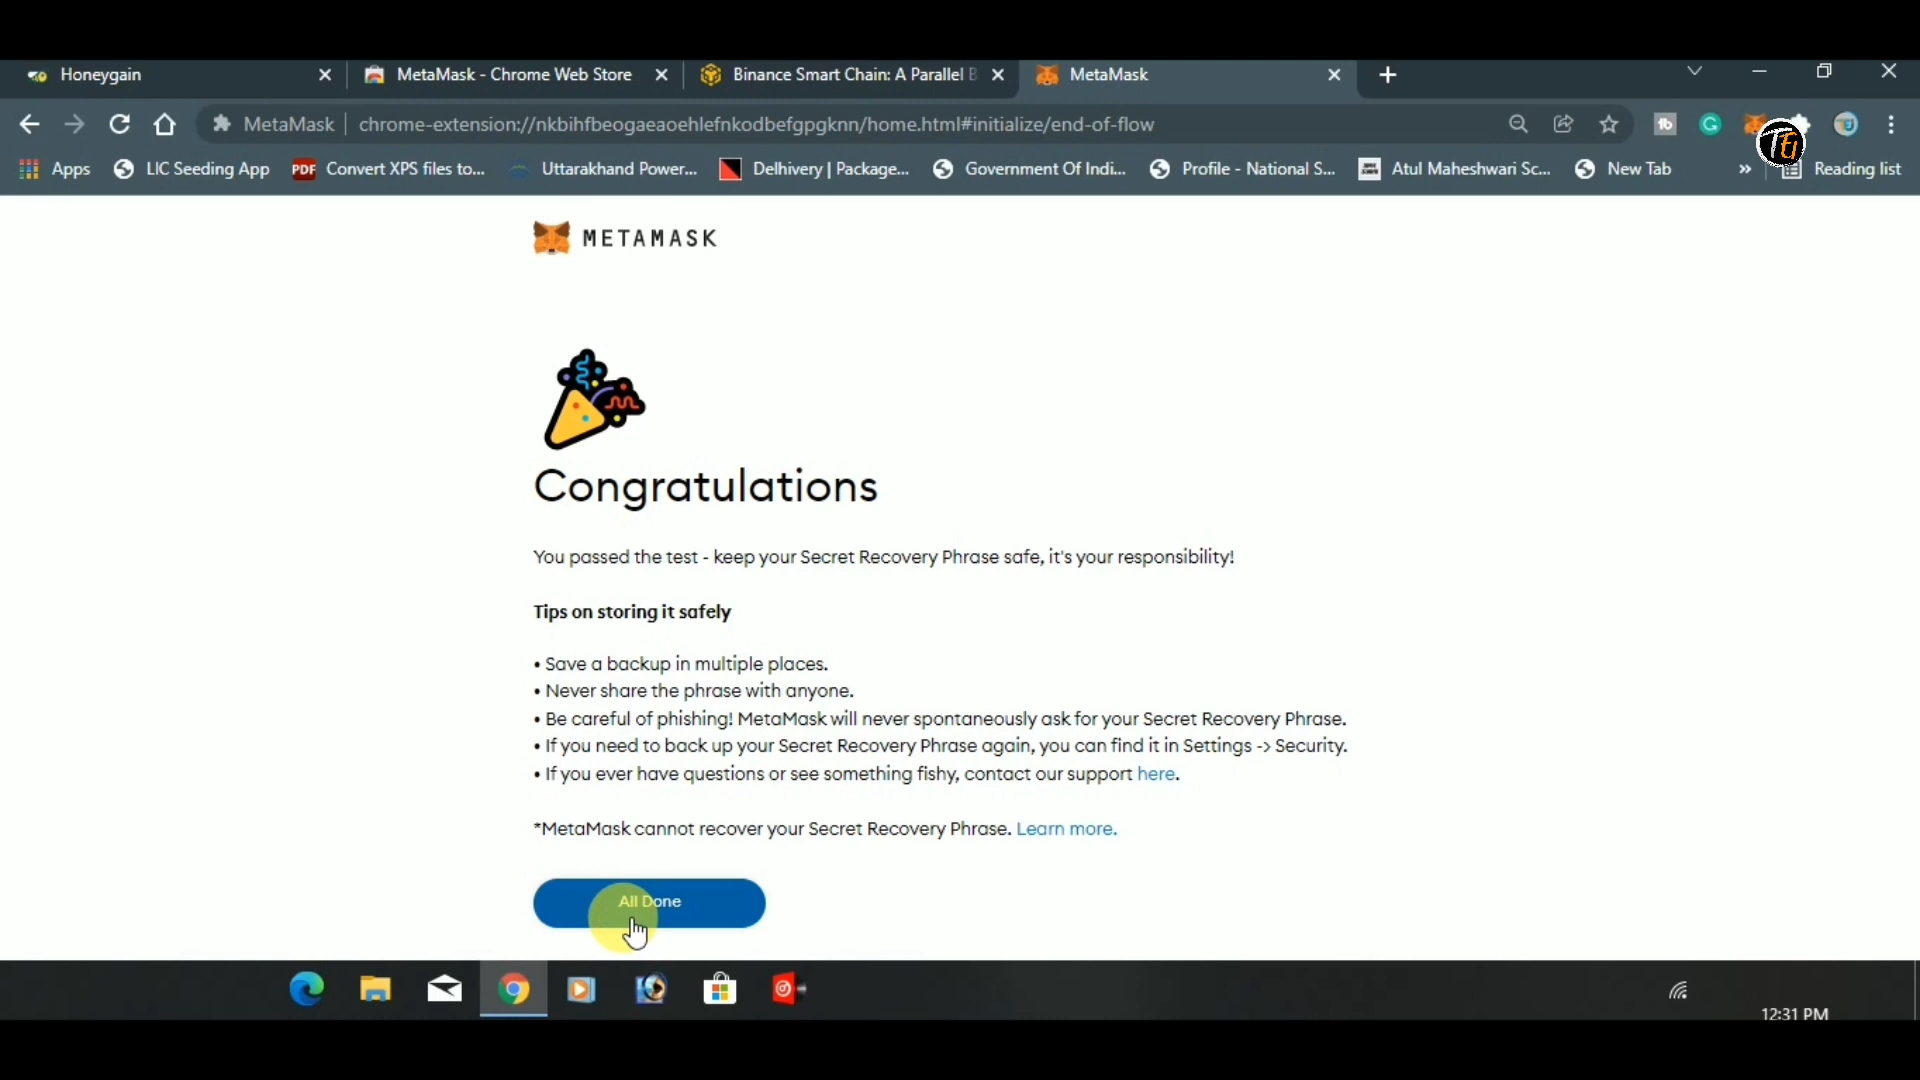 Honeygain
MetaMask - Chrome Web Store
Binance Smart Chain: A Parallel B
MetaMask
MetaMask
chrome-extension://nkbihfbeogaeaoehlefnkodbefgpgknn/home.html#initialize/end-of-flow
Apps
LIC Seeding App
PDF
Convert XPS files to...
Uttarakhand Power...
Delhivery | Package...
Government Of Indi...
Profile - National S...
Atul Maheshwari Sc...
New Tab
»
Reading list
METAMASK
Congratulations
You passed the test - keep your Secret Recovery Phrase safe, it's your responsibility!
Tips on storing it safely
• Save a backup in multiple places.
• Never share the phrase with anyone.
• Be careful of phishing! MetaMask will never spontaneously ask for your Secret Recovery Phrase.
• If you need to back up your Secret Recovery Phrase again, you can find it in Settings -> Security.
• If you ever have questions or see something fishy, contact our support here.
*MetaMask cannot recover your Secret Recovery Phrase. Learn more.
All Done
12:31 PM